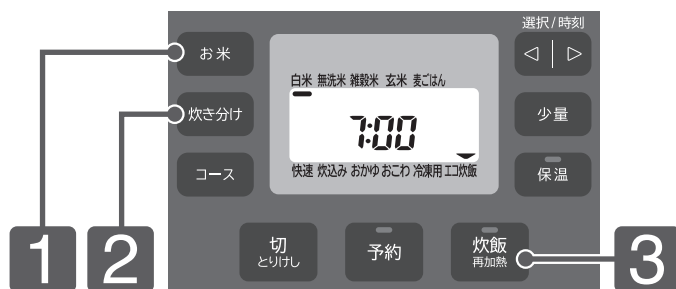 選択/時刻
お米
白米 無洗米 雑穀米 玄米 麦ごはん
炊き分け
7:00
少量
コース
快速 炊込み おかゆ おこわ 冷凍用 エコ炊飯
保温
1
2
切
とりけし
予約
炊飯
再加熱
3